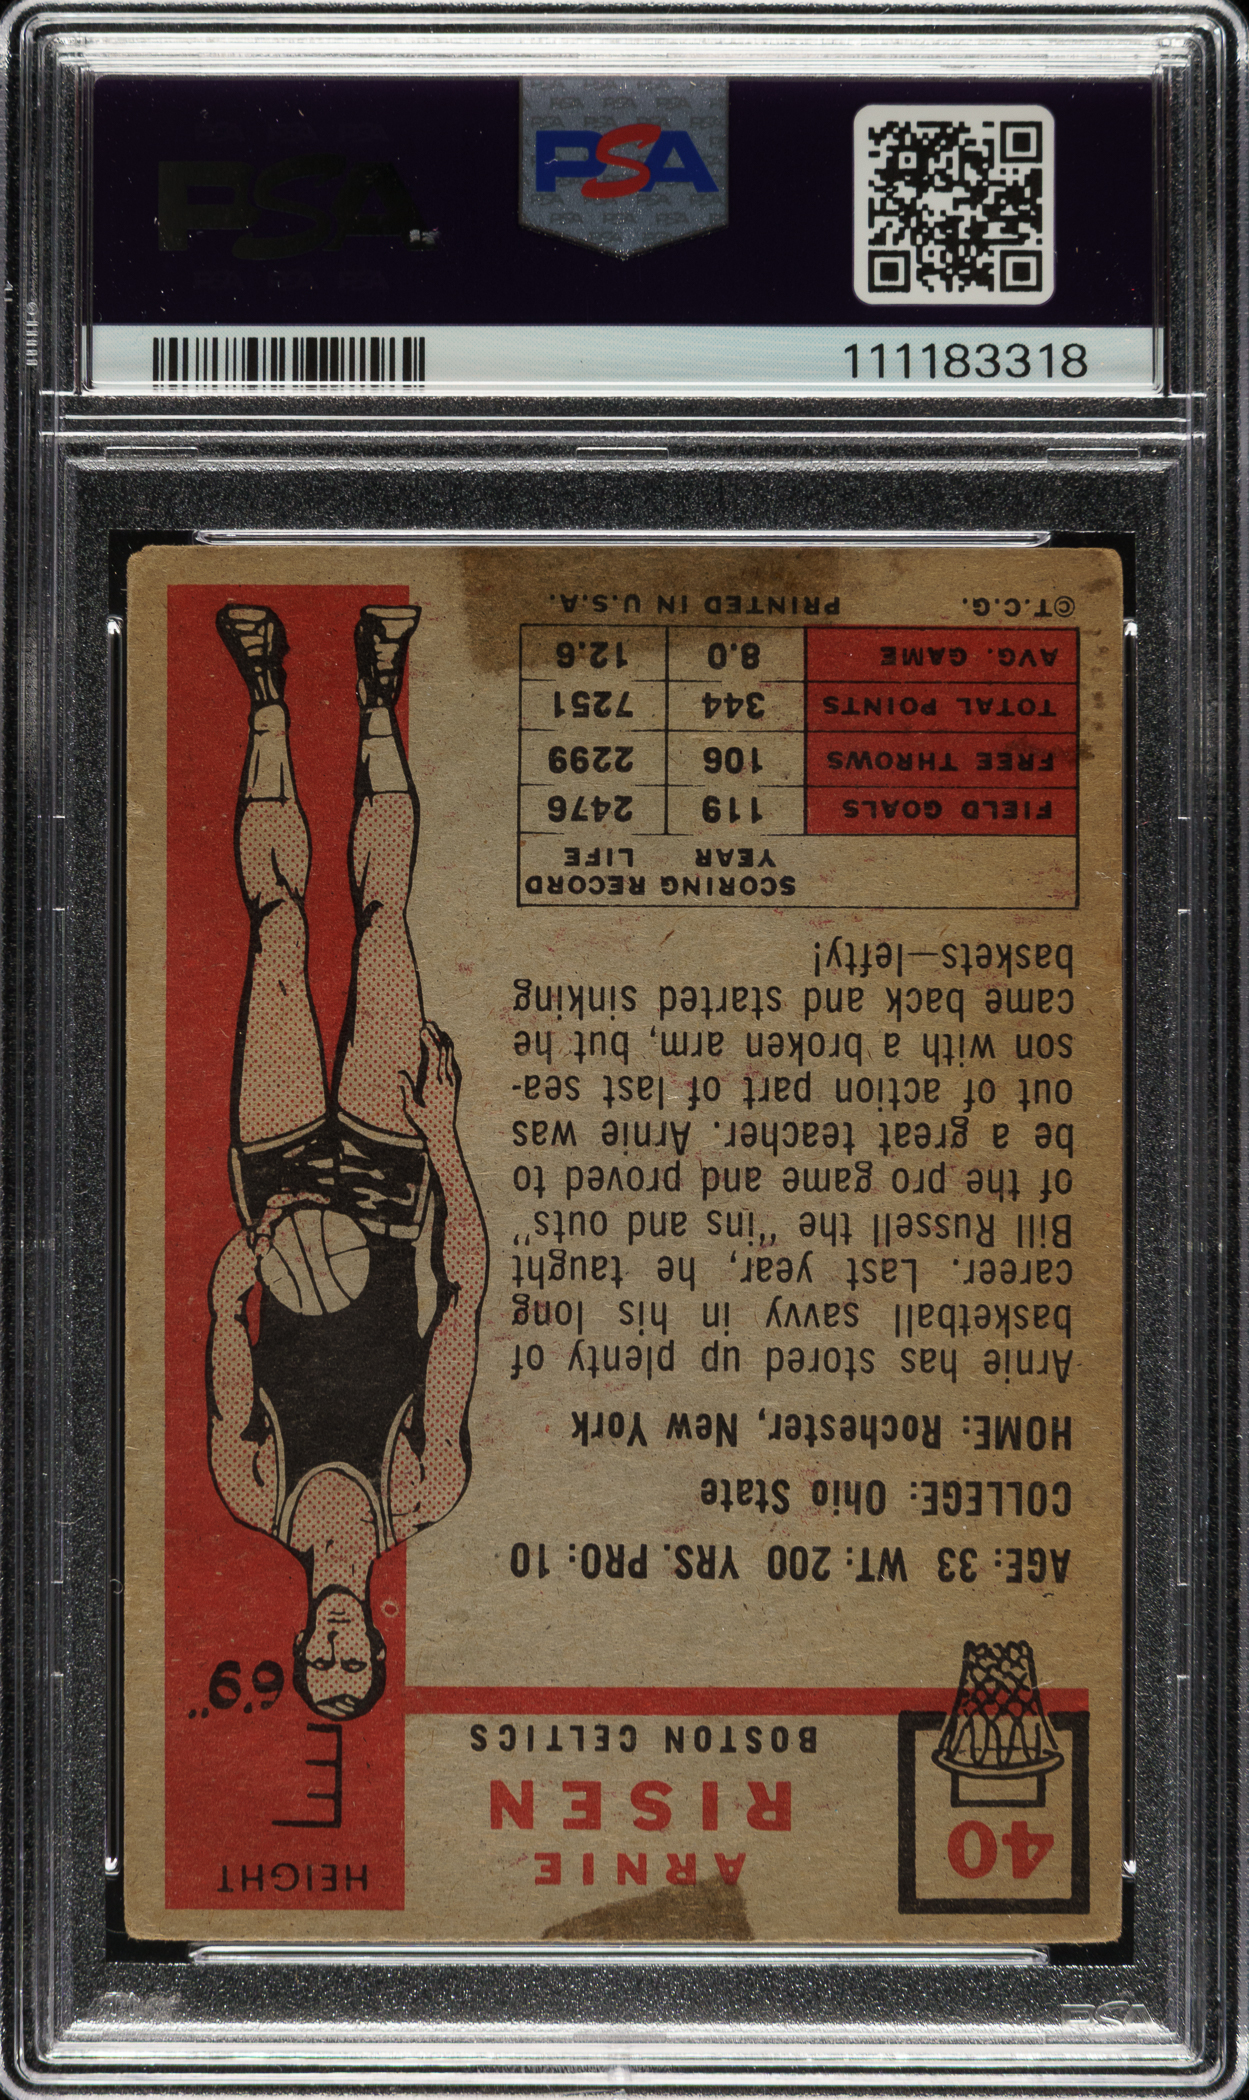 PSA
PSA
111183318
40
ARNIE
RISEN
BOSTON CELTICS
HEIGHT
6'9"
AGE: 33 WT: 200 YRS. PRO: 10
COLLEGE: Ohio State
HOME: Rochester, New York
Arnie has stored up plenty of
basketball savvy in his long
career. Last year, he taught
Bill Russell the "ins and outs"
of the pro game and proved to
be a great teacher. Arnie was
out of action part of last sea-
son with a broken arm, but he
came back and started sinking
baskets—lefty!
SCORING RECORD
YEAR LIFE
FIELD GOALS 119 2476
FREE THROWS 106 2299
TOTAL POINTS 344 7251
AVG. GAME 8.0 12.6
©T.C.G. PRINTED IN U.S.A.
PSA